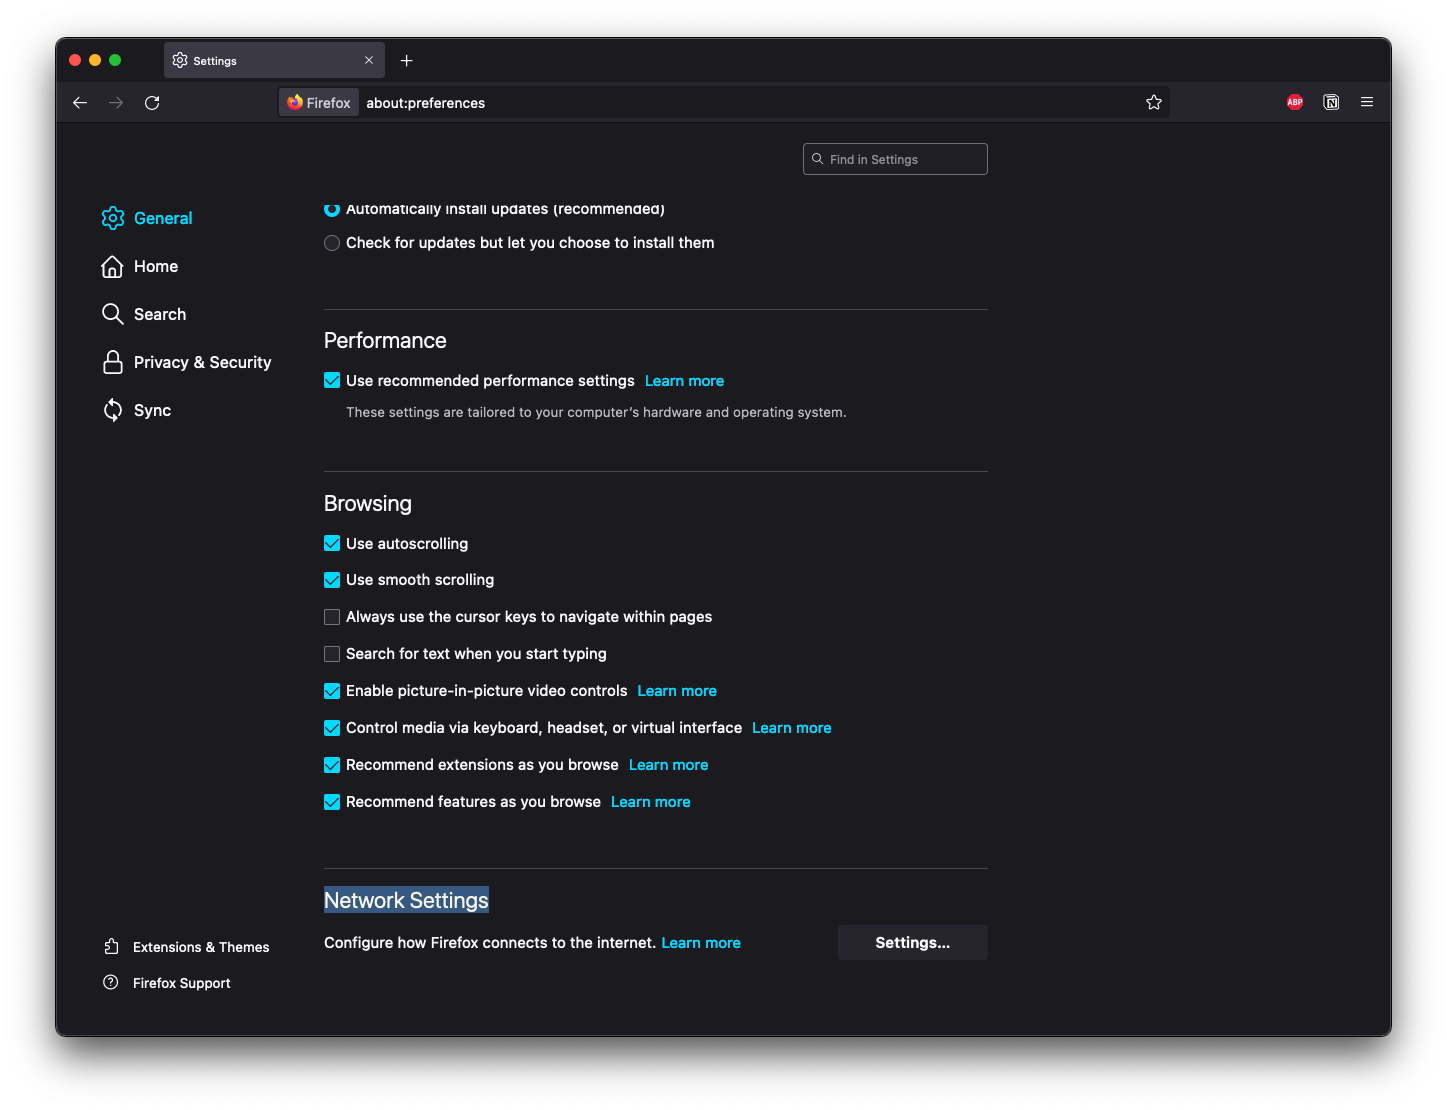 Settings
Firefox
about:preferences
ABP
N
Find in Settings
General
Home
Search
Privacy & Security
Sync
Extensions & Themes
Firefox Support
Automatically install updates (recommended)
Check for updates but let you choose to install them
Performance
Use recommended performance settings Learn more
These settings are tailored to your computer’s hardware and operating system.
Browsing
Use autoscrolling
Use smooth scrolling
Always use the cursor keys to navigate within pages
Search for text when you start typing
Enable picture-in-picture video controls Learn more
Control media via keyboard, headset, or virtual interface Learn more
Recommend extensions as you browse Learn more
Recommend features as you browse Learn more
Network Settings
Configure how Firefox connects to the internet. Learn more
Settings...